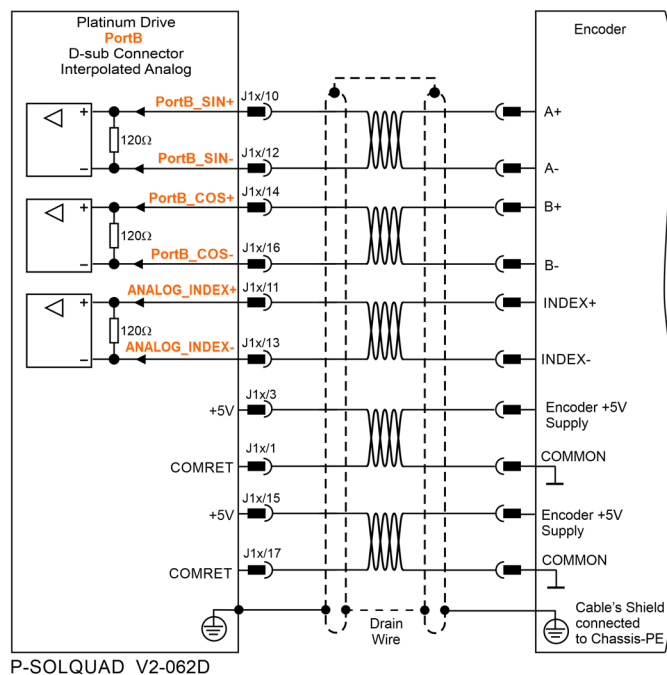 Platinum Drive
PortB
D-sub Connector
Interpolated Analog
Encoder
PortB_SIN+
J1x/10
A+
+
120Ω
PortB_SIN-
J1x/12
A-
−
PortB_COS+
J1x/14
B+
+
120Ω
PortB_COS-
J1x/16
B-
−
ANALOG_INDEX+
J1x/11
INDEX+
+
120Ω
ANALOG_INDEX-
J1x/13
INDEX-
−
+5V
J1x/3
Encoder +5V
Supply
COMRET
J1x/1
COMMON
+5V
J1x/15
Encoder +5V
Supply
COMRET
J1x/17
COMMON
Drain
Wire
Cable's Shield
connected
to Chassis-PE
P-SOLQUAD V2-062D